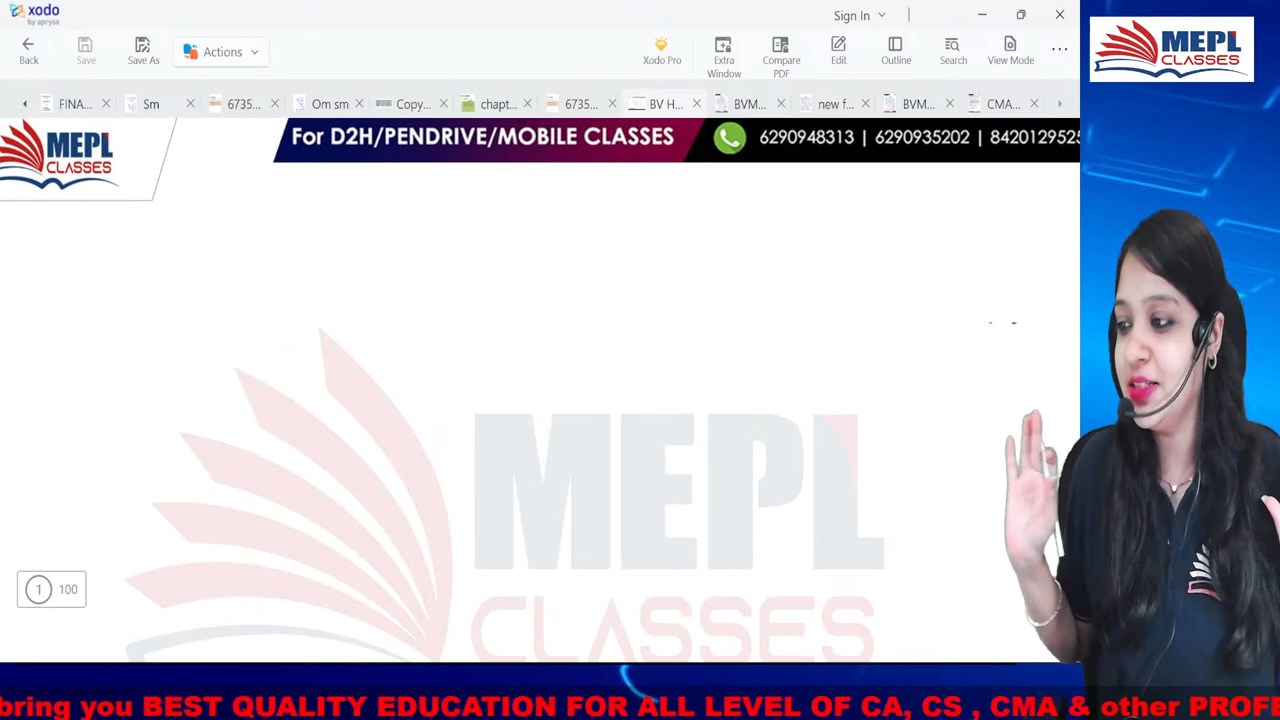 xodo
by apryse
Sign In
Back
Save
Save As
Actions
Xodo Pro
Extra Window
Compare PDF
Edit
Outline
Search
View Mode
FINA...
Sm
6735...
Om sm
Copy...
chapt...
6735...
BV H...
BVM...
new f...
BVM...
CMA...
MEPL
CLASSES
MEPL
CLASSES
For D2H/PENDRIVE/MOBILE CLASSES
6290948313 | 6290935202 | 8420129525
MEPL
CLASSES
1 100
bring you BEST QUALITY EDUCATION FOR ALL LEVEL OF CA, CS , CMA & other PROF